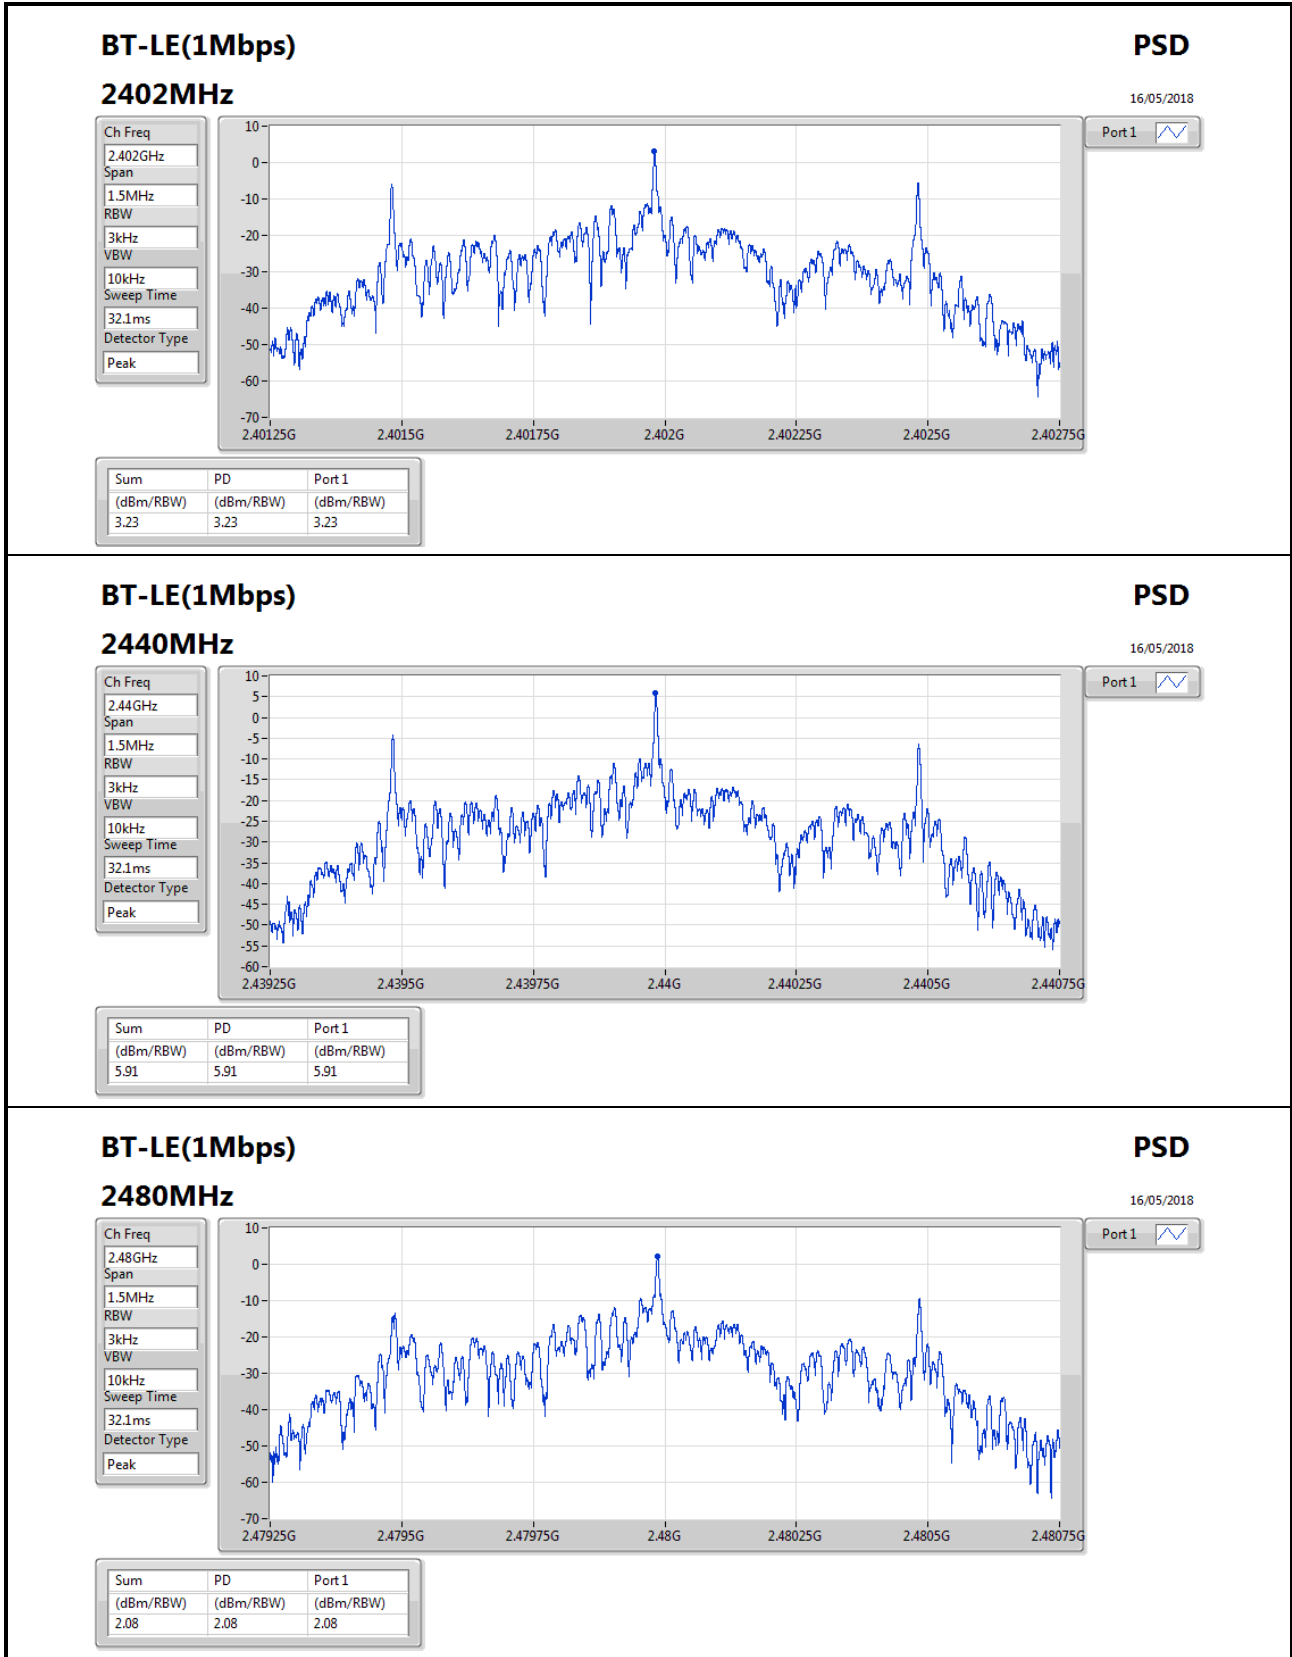 BT-LE(1Mbps) PSD
2402MHz 16/05/2018
Ch Freq
2.402GHz
Span
1.5MHz
RBW
3kHz
VBW
10kHz
Sweep Time
32.1ms
Detector Type
Peak
10
0
-10
-20
-30
-40
-50
-60
-70
2.40125G 2.4015G 2.40175G 2.402G 2.40225G 2.4025G 2.40275G
Port 1
Sum PD Port 1
(dBm/RBW) (dBm/RBW) (dBm/RBW)
3.23 3.23 3.23
BT-LE(1Mbps) PSD
2440MHz 16/05/2018
Ch Freq
2.44GHz
Span
1.5MHz
RBW
3kHz
VBW
10kHz
Sweep Time
32.1ms
Detector Type
Peak
10
5
0
-5
-10
-15
-20
-25
-30
-35
-40
-45
-50
-55
-60
2.43925G 2.4395G 2.43975G 2.44G 2.44025G 2.4405G 2.44075G
Port 1
Sum PD Port 1
(dBm/RBW) (dBm/RBW) (dBm/RBW)
5.91 5.91 5.91
BT-LE(1Mbps) PSD
2480MHz 16/05/2018
Ch Freq
2.48GHz
Span
1.5MHz
RBW
3kHz
VBW
10kHz
Sweep Time
32.1ms
Detector Type
Peak
10
0
-10
-20
-30
-40
-50
-60
-70
2.47925G 2.4795G 2.47975G 2.48G 2.48025G 2.4805G 2.48075G
Port 1
Sum PD Port 1
(dBm/RBW) (dBm/RBW) (dBm/RBW)
2.08 2.08 2.08